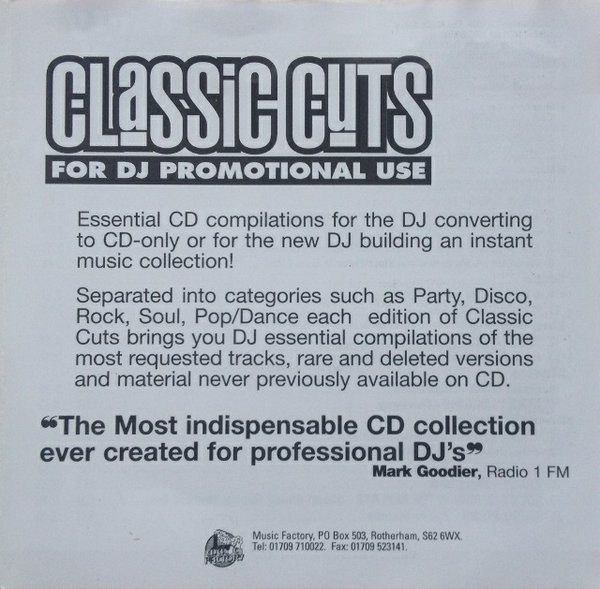 CLaSSiC CuTS
FOR DJ PROMOTIONAL USE
Essential CD compilations for the DJ converting
to CD-only or for the new DJ building an instant
music collection!
Separated into categories such as Party, Disco,
Rock, Soul, Pop/Dance each edition of Classic
Cuts brings you DJ essential compilations of the
most requested tracks, rare and deleted versions
and material never previously available on CD.
❝The Most indispensable CD collection
ever created for professional DJ's❞
Mark Goodier, Radio 1 FM
Music Factory, PO Box 503, Rotherham, S62 6WX.
Tel: 01709 710022. Fax: 01709 523141.